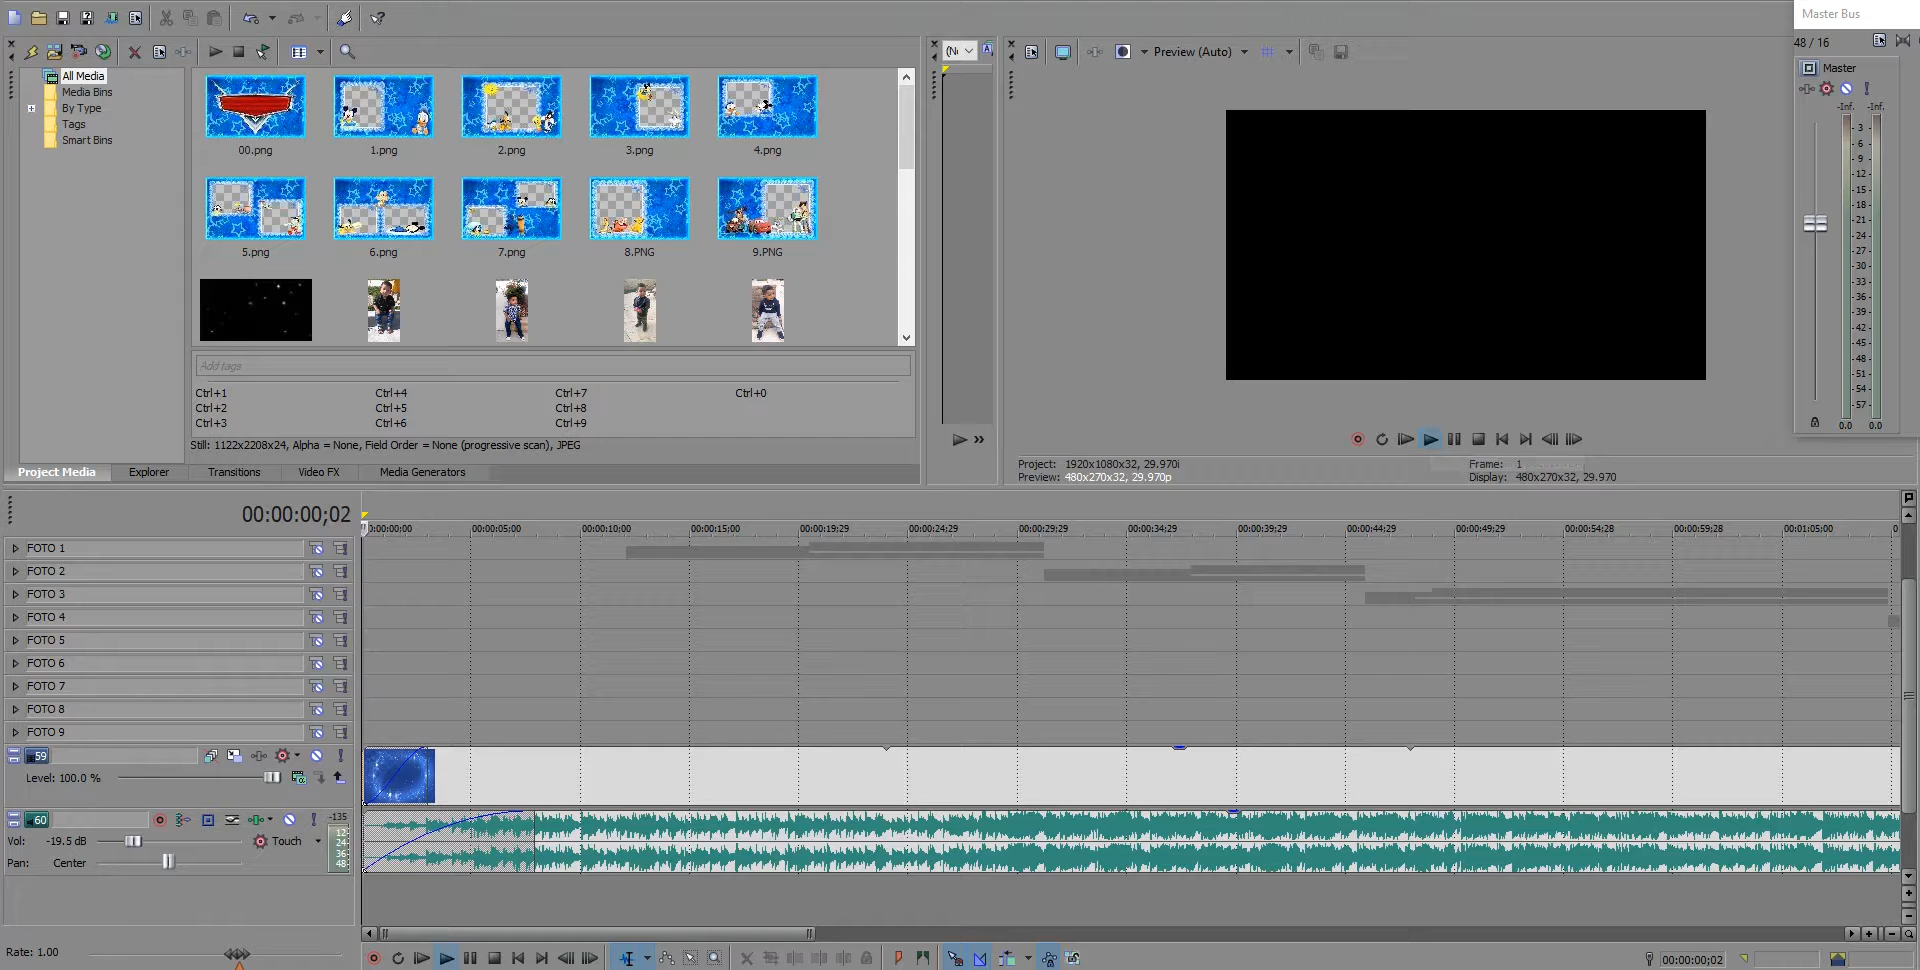 Master Bus
48 / 16
Preview (Auto)
Master
-Inf. -Inf.
3
6
9
12
15
18
21
24
27
30
33
36
39
42
45
48
51
54
57
0.0 0.0
All Media
Media Bins
By Type
Tags
Smart Bins
00.png 1.png 2.png 3.png 4.png
5.png 6.png 7.png 8.PNG 9.PNG
Add tags
Ctrl+1 Ctrl+4 Ctrl+7 Ctrl+0
Ctrl+2 Ctrl+5 Ctrl+8
Ctrl+3 Ctrl+6 Ctrl+9
Still: 1122x2208x24, Alpha = None, Field Order = None (progressive scan), JPEG
Project Media Explorer Transitions Video FX Media Generators
Project: 1920x1080x32, 29.970i Frame: 1
Preview: 480x270x32, 29.970p Display: 480x270x32, 29.970
00:00:00;02
00:00:05;00 00:00:10;00 00:00:15;00 00:00:19;29 00:00:24;29 00:00:29;29 00:00:34;29 00:00:39;29 00:00:44;29 00:00:49;29 00:00:54;28 00:00:59;28 00:01:05;00
FOTO 1
FOTO 2
FOTO 3
FOTO 4
FOTO 5
FOTO 6
FOTO 7
FOTO 8
FOTO 9
59
Level: 100.0 %
60
-135
Vol: -19.5 dB Touch
Pan: Center
12
24
36
48
Rate: 1.00
00:00:00;02